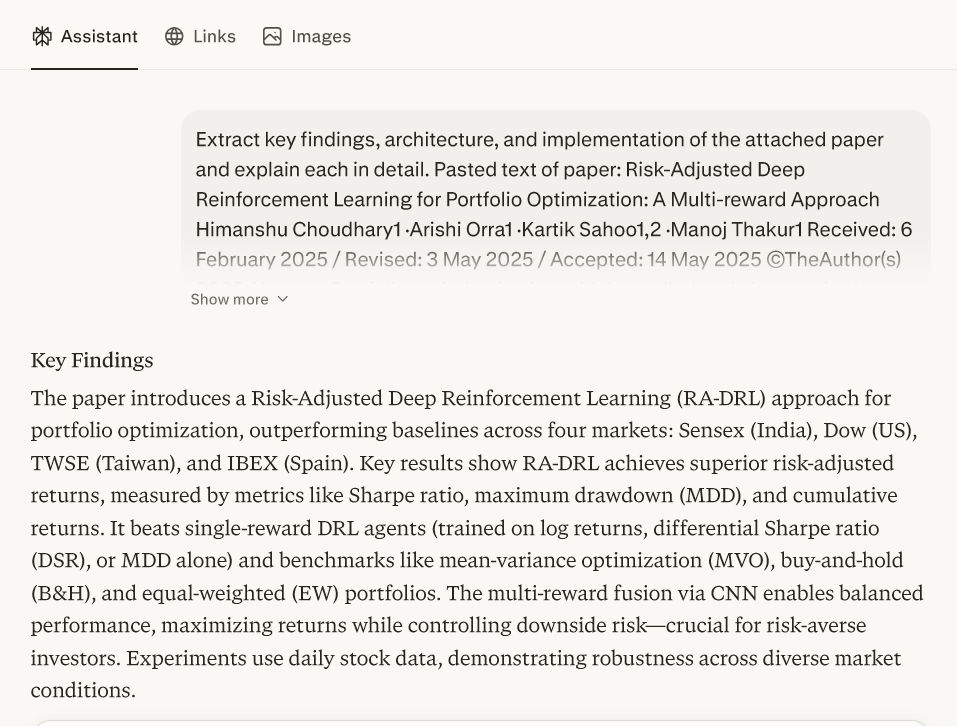 Assistant Links Images
Extract key findings, architecture, and implementation of the attached paper
and explain each in detail. Pasted text of paper: Risk-Adjusted Deep
Reinforcement Learning for Portfolio Optimization: A Multi-reward Approach
Himanshu Choudhary1 ·Arishi Orra1 ·Kartik Sahoo1,2 ·Manoj Thakur1 Received: 6
February 2025 / Revised: 3 May 2025 / Accepted: 14 May 2025 ©TheAuthor(s)
Show more
Key Findings
The paper introduces a Risk-Adjusted Deep Reinforcement Learning (RA-DRL) approach for
portfolio optimization, outperforming baselines across four markets: Sensex (India), Dow (US),
TWSE (Taiwan), and IBEX (Spain). Key results show RA-DRL achieves superior risk-adjusted
returns, measured by metrics like Sharpe ratio, maximum drawdown (MDD), and cumulative
returns. It beats single-reward DRL agents (trained on log returns, differential Sharpe ratio
(DSR), or MDD alone) and benchmarks like mean-variance optimization (MVO), buy-and-hold
(B&H), and equal-weighted (EW) portfolios. The multi-reward fusion via CNN enables balanced
performance, maximizing returns while controlling downside risk—crucial for risk-averse
investors. Experiments use daily stock data, demonstrating robustness across diverse market
conditions.